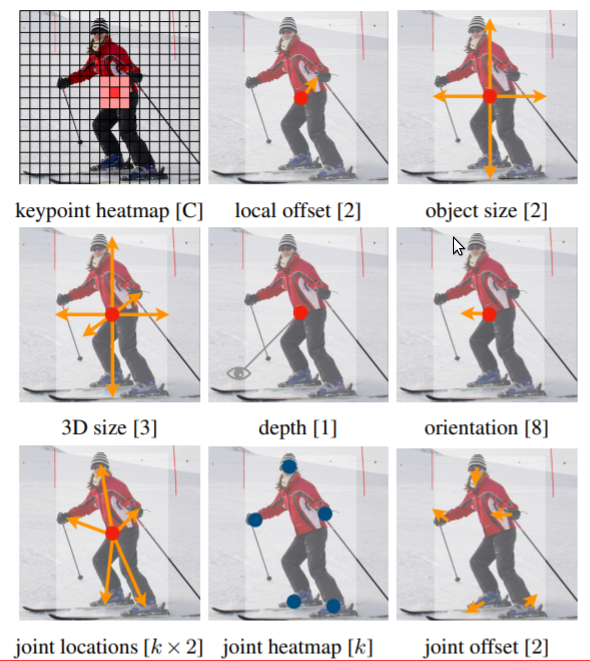 keypoint heatmap [C] local offset [2] object size [2]
3D size [3] depth [1] orientation [8]
joint locations [k × 2] joint heatmap [k] joint offset [2]